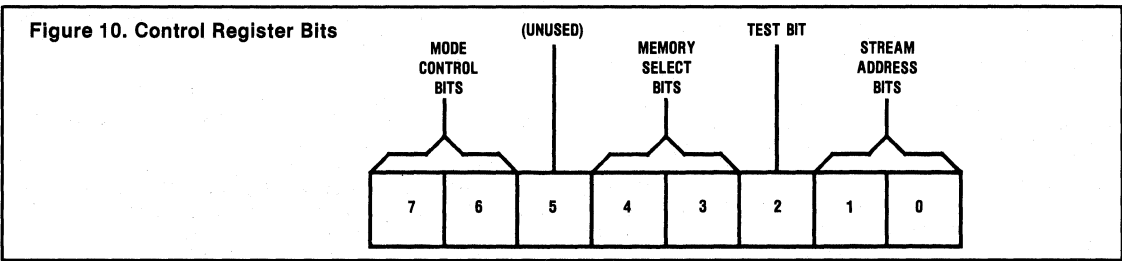 Figure 10. Control Register Bits
MODE
CONTROL
BITS
(UNUSED)
MEMORY
SELECT
BITS
TEST BIT
STREAM
ADDRESS
BITS
7 6 5 4 3 2 1 0